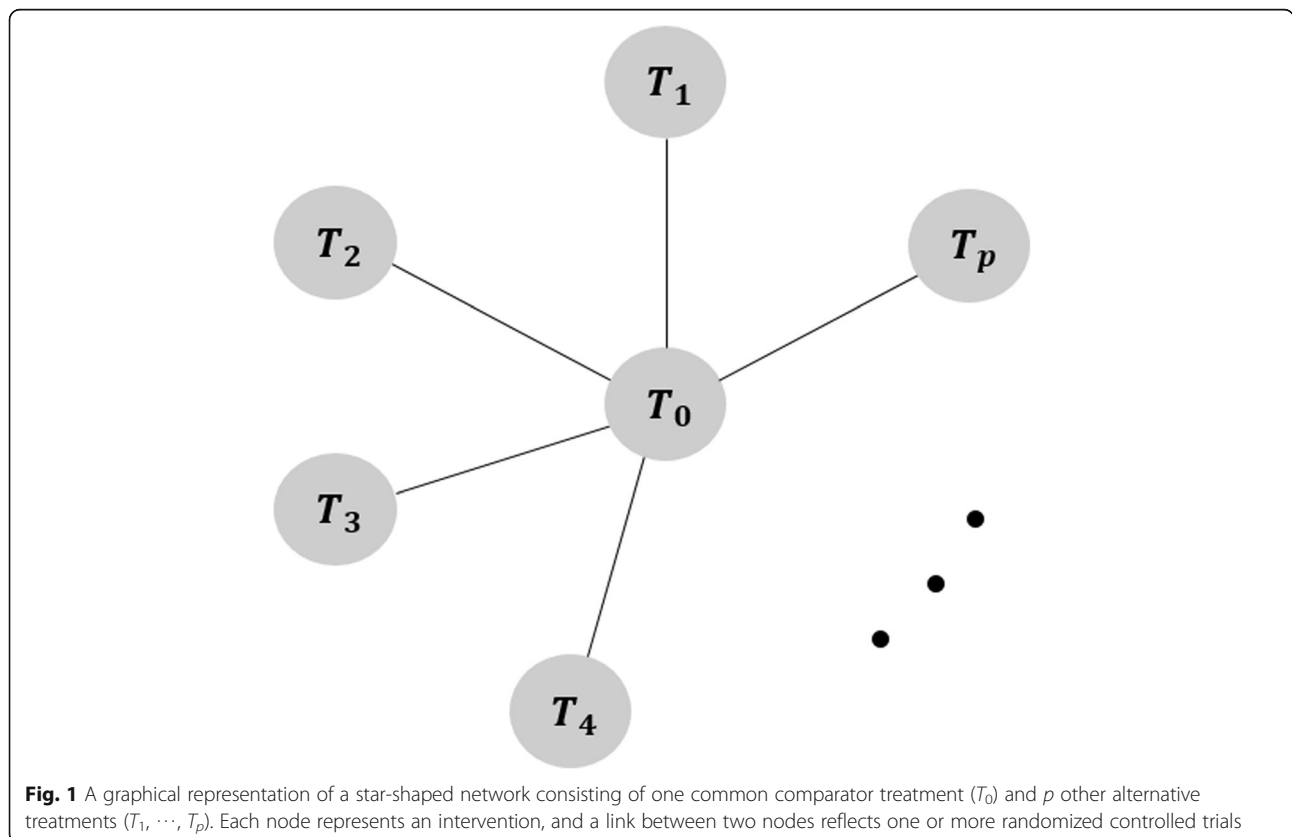 T₁
T₂
Tₚ
T₀
T₃
T₄
Fig. 1 A graphical representation of a star-shaped network consisting of one common comparator treatment (T₀) and p other alternative
treatments (T₁, ⋯, Tₚ). Each node represents an intervention, and a link between two nodes reflects one or more randomized controlled trials